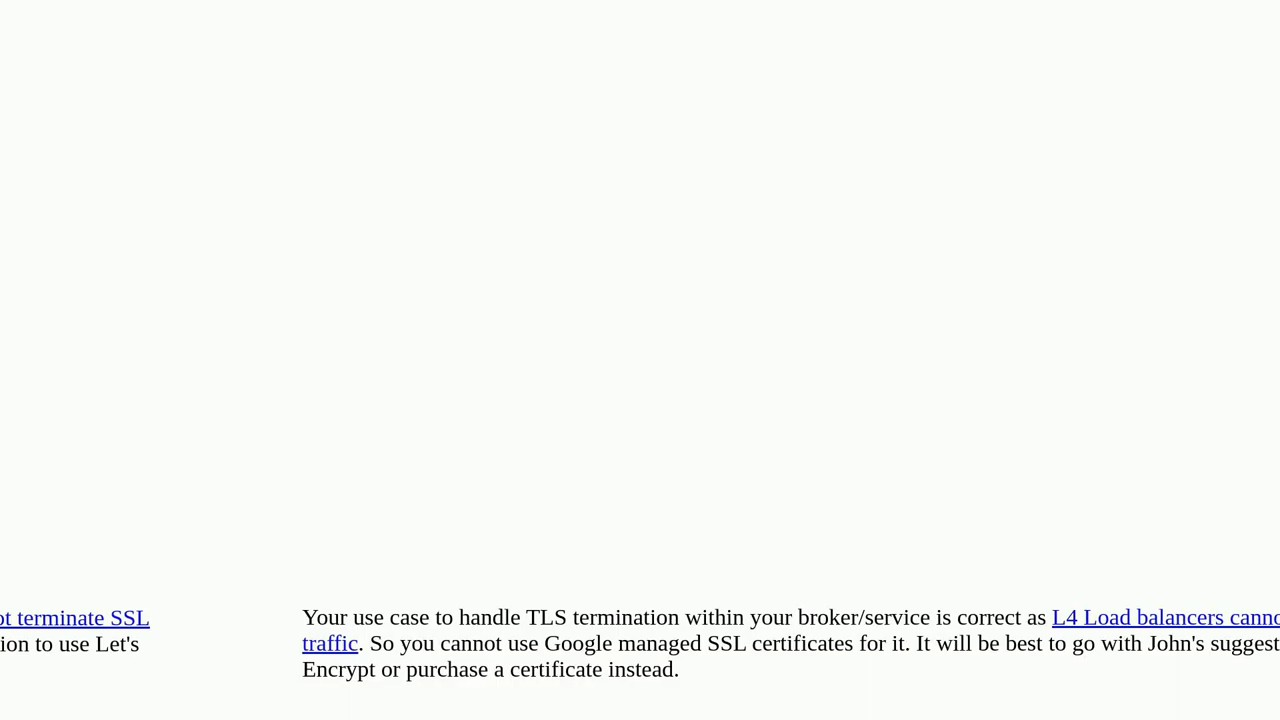 ot terminate SSL
ion to use Let's
Your use case to handle TLS termination within your broker/service is correct as L4 Load balancers canno
traffic. So you cannot use Google managed SSL certificates for it. It will be best to go with John's suggest
Encrypt or purchase a certificate instead.